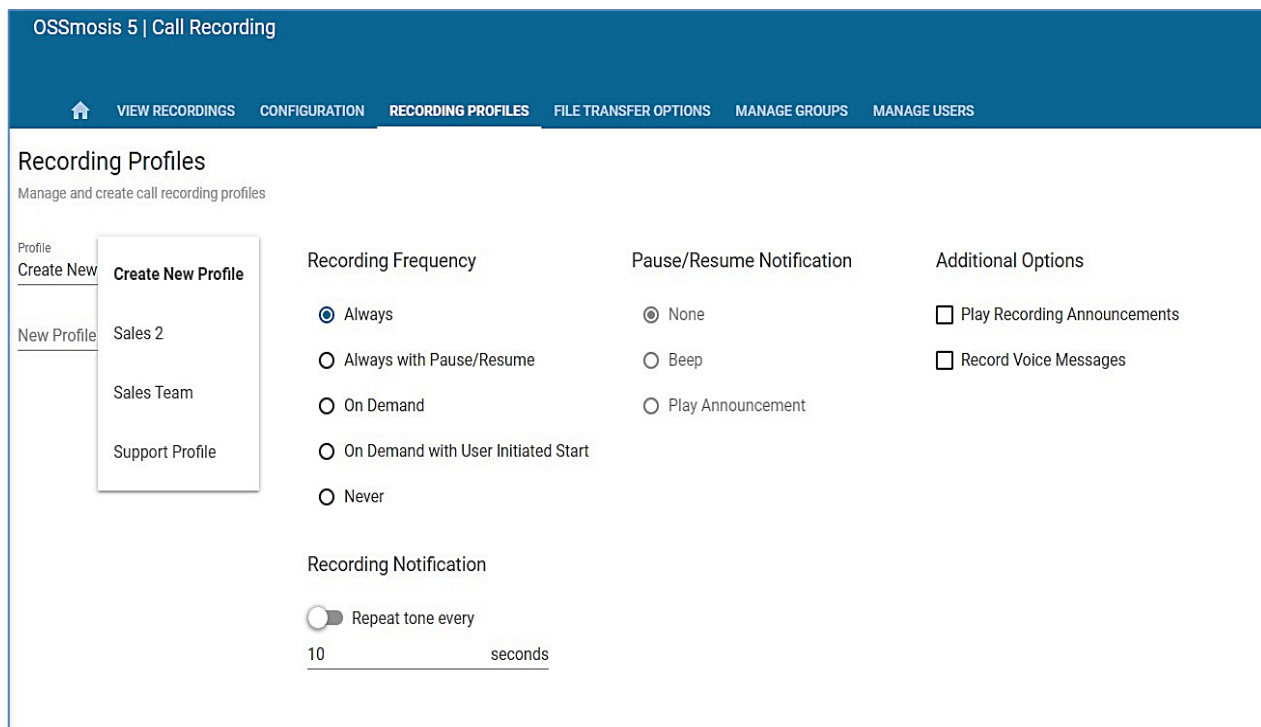 OSSmosis 5 | Call Recording
VIEW RECORDINGS CONFIGURATION RECORDING PROFILES FILE TRANSFER OPTIONS MANAGE GROUPS MANAGE USERS
Recording Profiles
Manage and create call recording profiles
Profile
Create New
New Profile
Create New Profile
Sales 2
Sales Team
Support Profile
Recording Frequency
Always
Always with Pause/Resume
On Demand
On Demand with User Initiated Start
Never
Recording Notification
Repeat tone every
10 seconds
Pause/Resume Notification
None
Beep
Play Announcement
Additional Options
Play Recording Announcements
Record Voice Messages